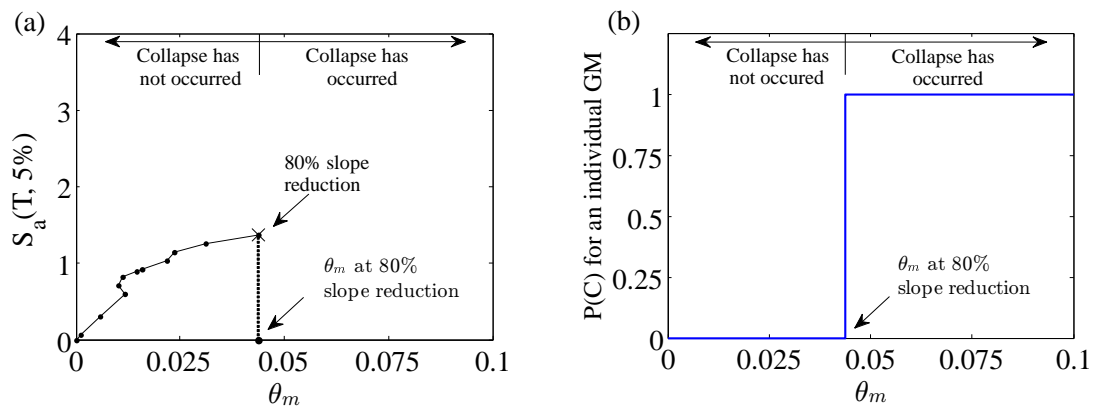 (a)
Collapse has
not occurred
Collapse has
occurred
4
3
2
1
0
S_a(T, 5%)
80% slope
reduction
θ_m at 80%
slope reduction
0
0.025
0.05
0.075
0.1
θ_m
(b)
Collapse has
not occured
Collapse has
occurred
1
0.75
0.5
0.25
0
P(C) for an individual GM
θ_m at 80%
slope reduction
0
0.025
0.05
0.075
0.1
θ_m